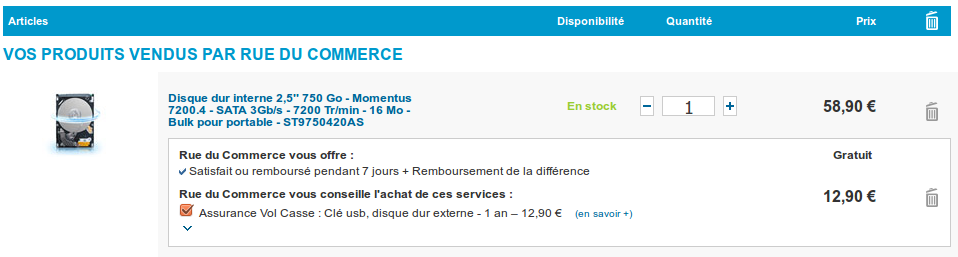 Articles Disponibilité Quantité Prix
VOS PRODUITS VENDUS PAR RUE DU COMMERCE
Disque dur interne 2,5" 750 Go - Momentus
7200.4 - SATA 3Gb/s - 7200 Tr/min - 16 Mo -
Bulk pour portable - ST9750420AS
En stock
1
58,90 €
Rue du Commerce vous offre : Gratuit
Satisfait ou remboursé pendant 7 jours + Remboursement de la différence
Rue du Commerce vous conseille l'achat de ces services : 12,90 €
Assurance Vol Casse : Clé usb, disque dur externe - 1 an – 12,90 € (en savoir +)